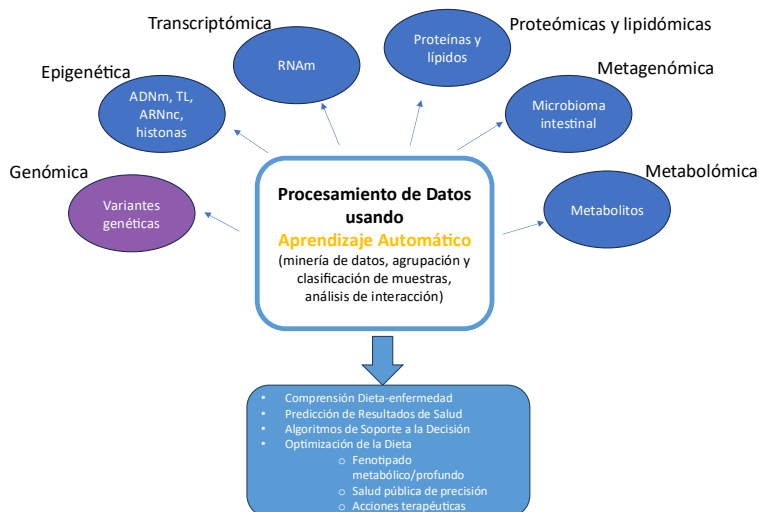 Transcriptómica
RNAm
Proteómicas y lipidómicas
Proteínas y
lípidos
Epigenética
ADNm, TL,
ARNnc,
histonas
Metagenómica
Microbioma
intestinal
Genómica
Variantes
genéticas
Metabolómica
Metabolitos
Procesamiento de Datos
usando
Aprendizaje Automático
(minería de datos, agrupación y
clasificación de muestras,
análisis de interacción)
• Comprensión Dieta-enfermedad
• Predicción de Resultados de Salud
• Algoritmos de Soporte a la Decisión
• Optimización de la Dieta
o Fenotipado
metabólico/profundo
o Salud pública de precisión
o Acciones terapéuticas